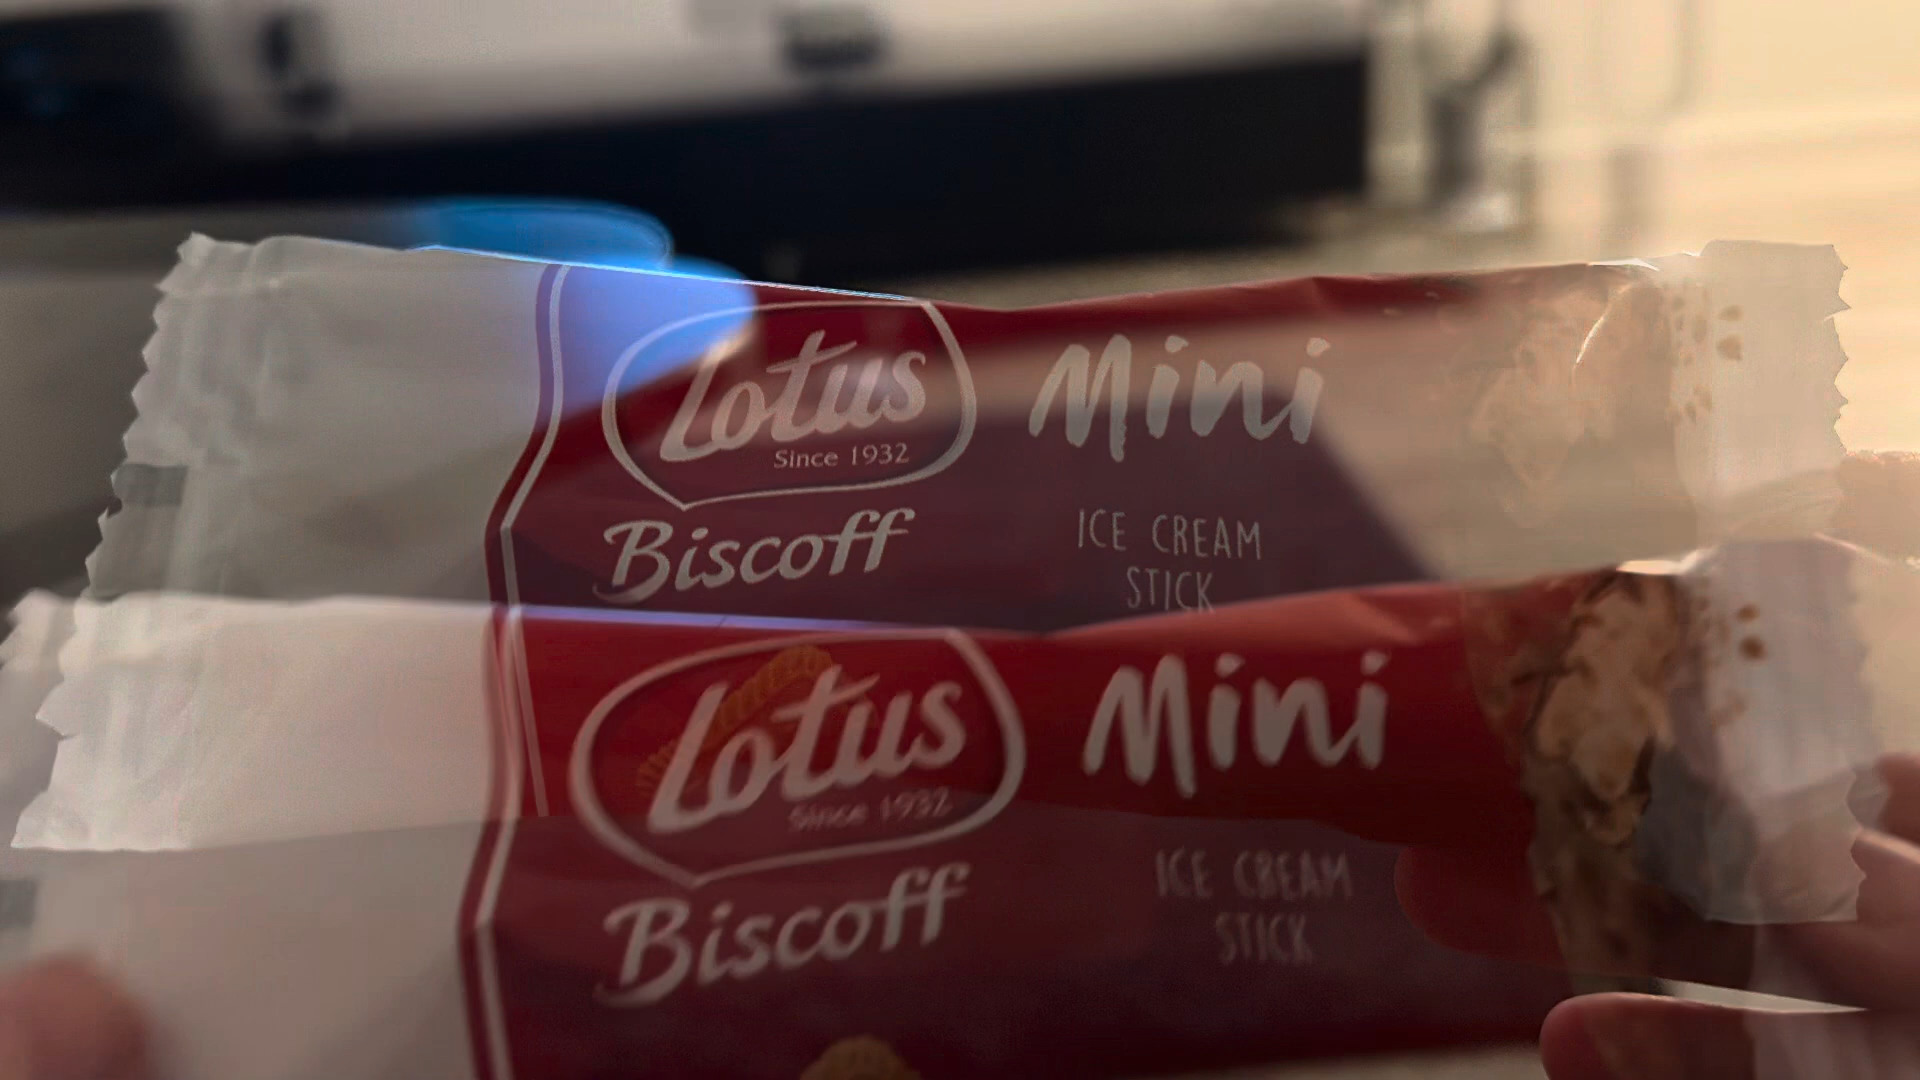 Lotus
Since 1932
Biscoff
Mini
ICE CREAM
STICK
Lotus
Since 1932
Biscoff
Mini
ICE CREAM
STICK